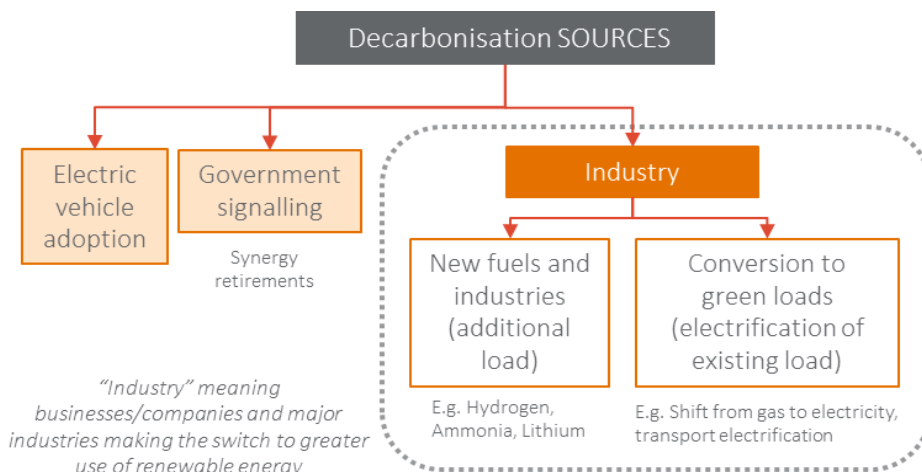 Decarbonisation SOURCES
Electric
vehicle
adoption
Government
signalling
Synergy
retirements
Industry
New fuels and
industries
(additional
load)
E.g. Hydrogen,
Ammonia, Lithium
Conversion to
green loads
(electrification of
existing load)
E.g. Shift from gas to electricity,
transport electrification
“Industry” meaning
businesses/companies and major
industries making the switch to greater
use of renewable energy